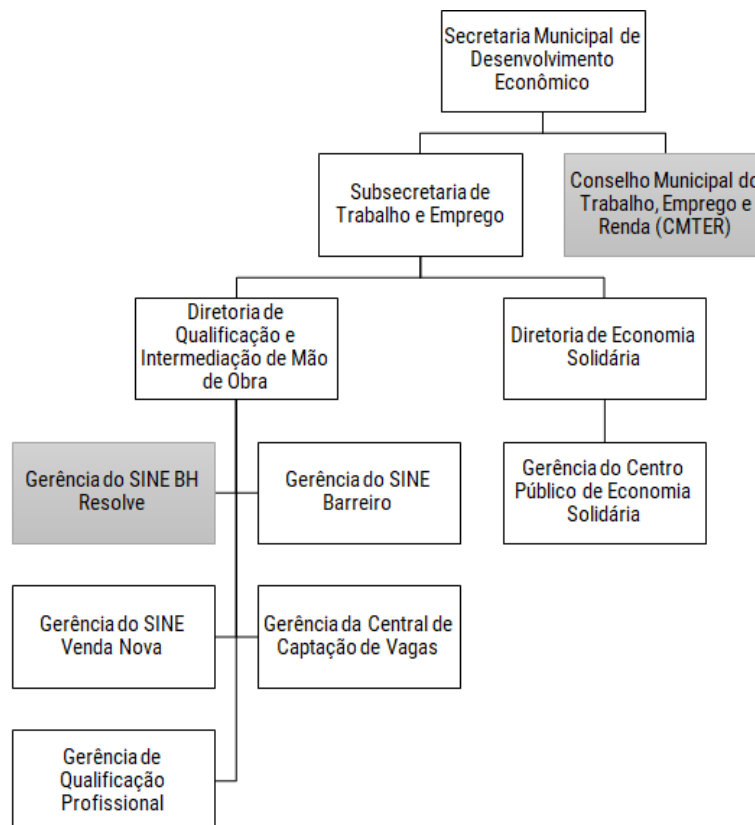 Secretaria Municipal de
Desenvolvimento
Econômico
Subsecretaria de
Trabalho e Emprego
Conselho Municipal do
Trabalho, Emprego e
Renda (CMTER)
Diretoria de
Qualificação e
Intermediação de Mão
de Obra
Diretoria de Economia
Solidária
Gerência do SINE BH
Resolve
Gerência do SINE
Barreiro
Gerência do Centro
Público de Economia
Solidária
Gerência do SINE
Venda Nova
Gerência da Central de
Captação de Vagas
Gerência de
Qualificação
Profissional